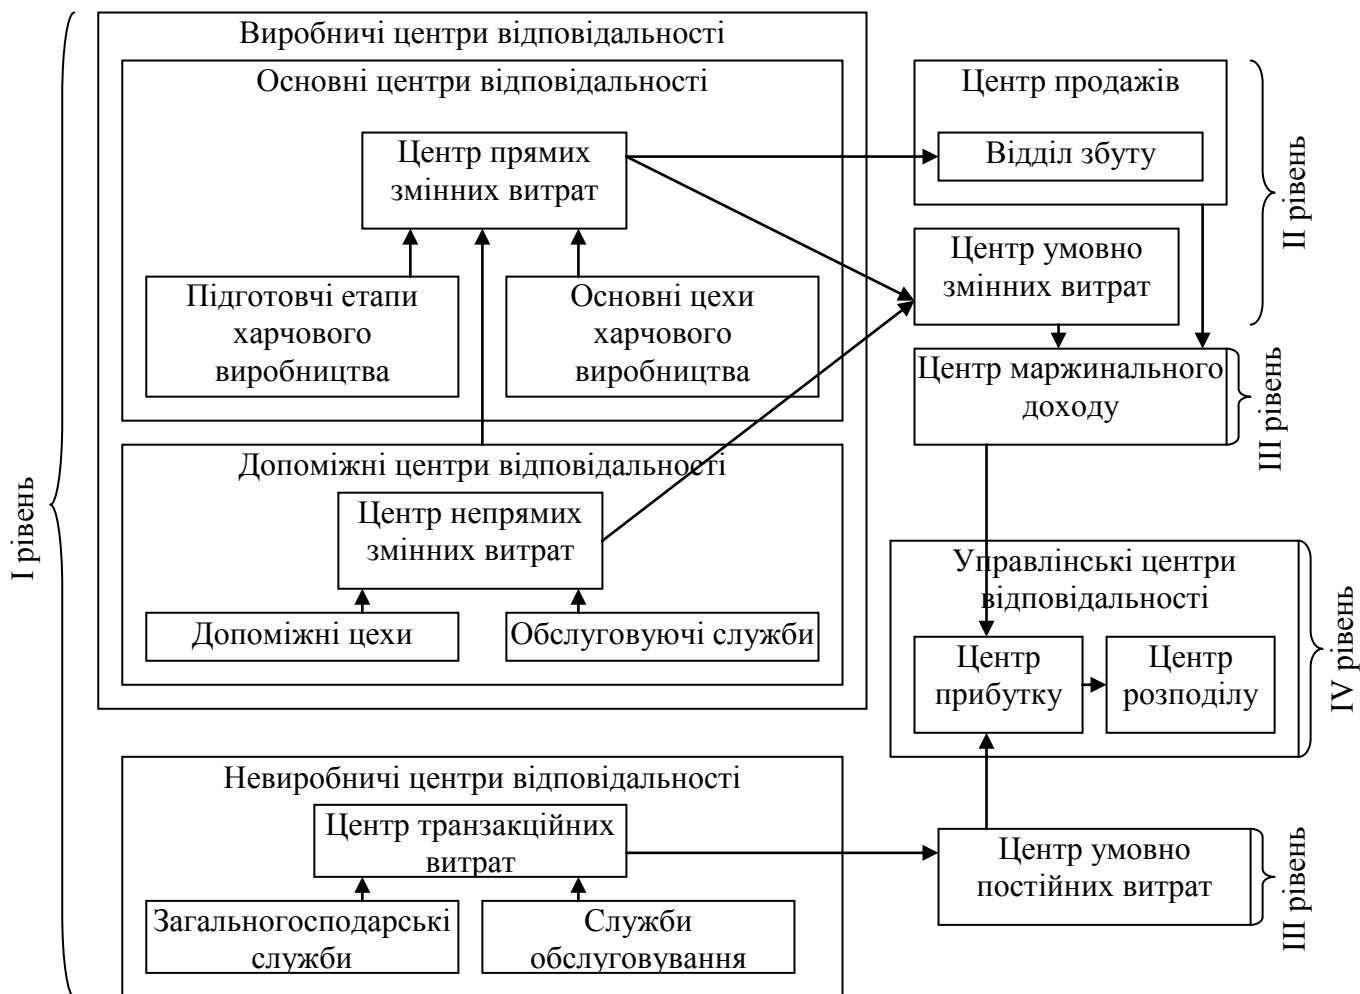 I рівень
Виробничі центри відповідальності
Основні центри відповідальності
Центр прямих
змінних витрат
Підготовчі етапи
харчового
виробництва
Основні цехи
харчового
виробництва
Допоміжні центри відповідальності
Центр непрямих
змінних витрат
Допоміжні цехи
Обслуговуючі служби
Невиробничі центри відповідальності
Центр транзакційних
витрат
Загальногосподарські
служби
Служби
обслуговування
Центр продажів
Відділ збуту
Центр умовно
змінних витрат
II рівень
Центр маржинального
доходу
III рівень
Управлінські центри
відповідальності
Центр
прибутку
Центр
розподілу
IV рівень
Центр умовно
постійних витрат
III рівень